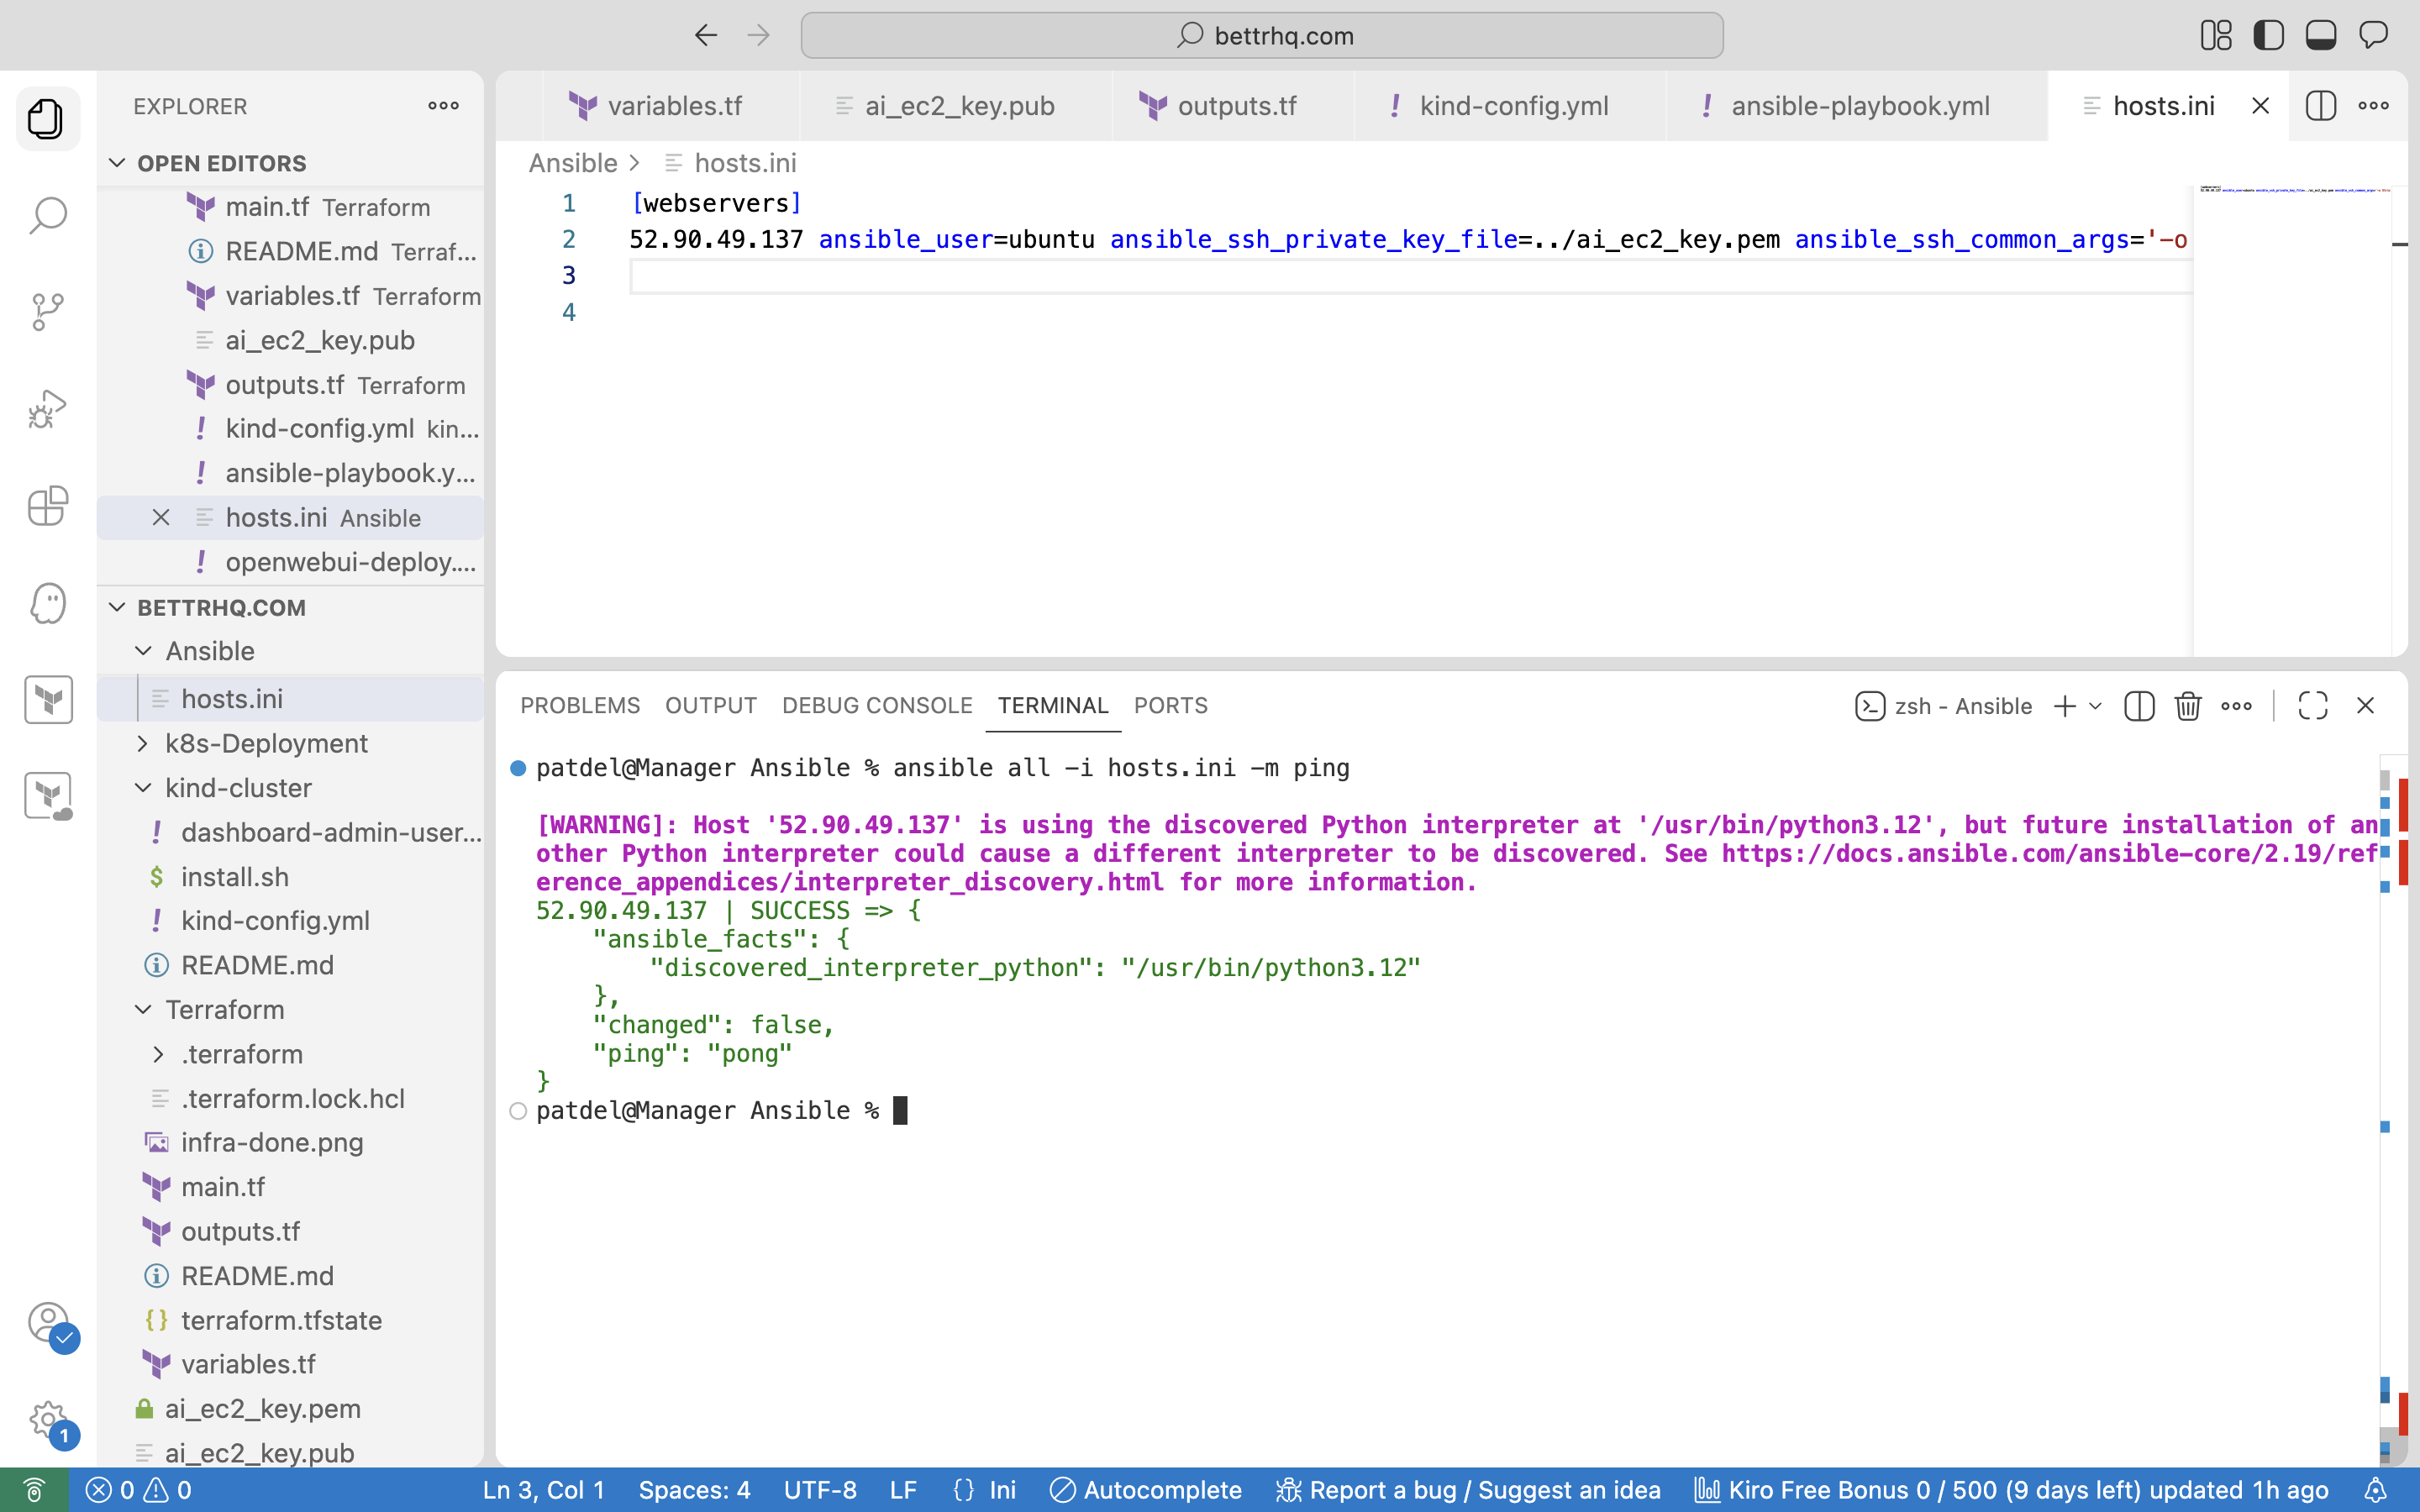 bettrhq.com
EXPLORER
OPEN EDITORS
main.tf Terraform
README.md Terraf...
variables.tf Terraform
ai_ec2_key.pub
outputs.tf Terraform
kind-config.yml kin...
ansible-playbook.y...
hosts.ini Ansible
openwebui-deploy....
BETTRHQ.COM
Ansible
hosts.ini
k8s-Deployment
kind-cluster
dashboard-admin-user...
install.sh
kind-config.yml
README.md
Terraform
.terraform
.terraform.lock.hcl
infra-done.png
main.tf
outputs.tf
README.md
terraform.tfstate
variables.tf
ai_ec2_key.pem
ai_ec2_key.pub
1
variables.tf ai_ec2_key.pub outputs.tf kind-config.yml ansible-playbook.yml hosts.ini
Ansible > hosts.ini
1 [webservers]
2 52.90.49.137 ansible_user=ubuntu ansible_ssh_private_key_file=../ai_ec2_key.pem ansible_ssh_common_args='-o
3
4
PROBLEMS OUTPUT DEBUG CONSOLE TERMINAL PORTS zsh - Ansible
patdel@Manager Ansible % ansible all -i hosts.ini -m ping
[WARNING]: Host '52.90.49.137' is using the discovered Python interpreter at '/usr/bin/python3.12', but future installation of an
other Python interpreter could cause a different interpreter to be discovered. See https://docs.ansible.com/ansible-core/2.19/ref
erence_appendices/interpreter_discovery.html for more information.
52.90.49.137 | SUCCESS => {
"ansible_facts": {
"discovered_interpreter_python": "/usr/bin/python3.12"
},
"changed": false,
"ping": "pong"
}
patdel@Manager Ansible %
0 0 Ln 3, Col 1 Spaces: 4 UTF-8 LF {} Ini Autocomplete Report a bug / Suggest an idea Kiro Free Bonus 0 / 500 (9 days left) updated 1h ago